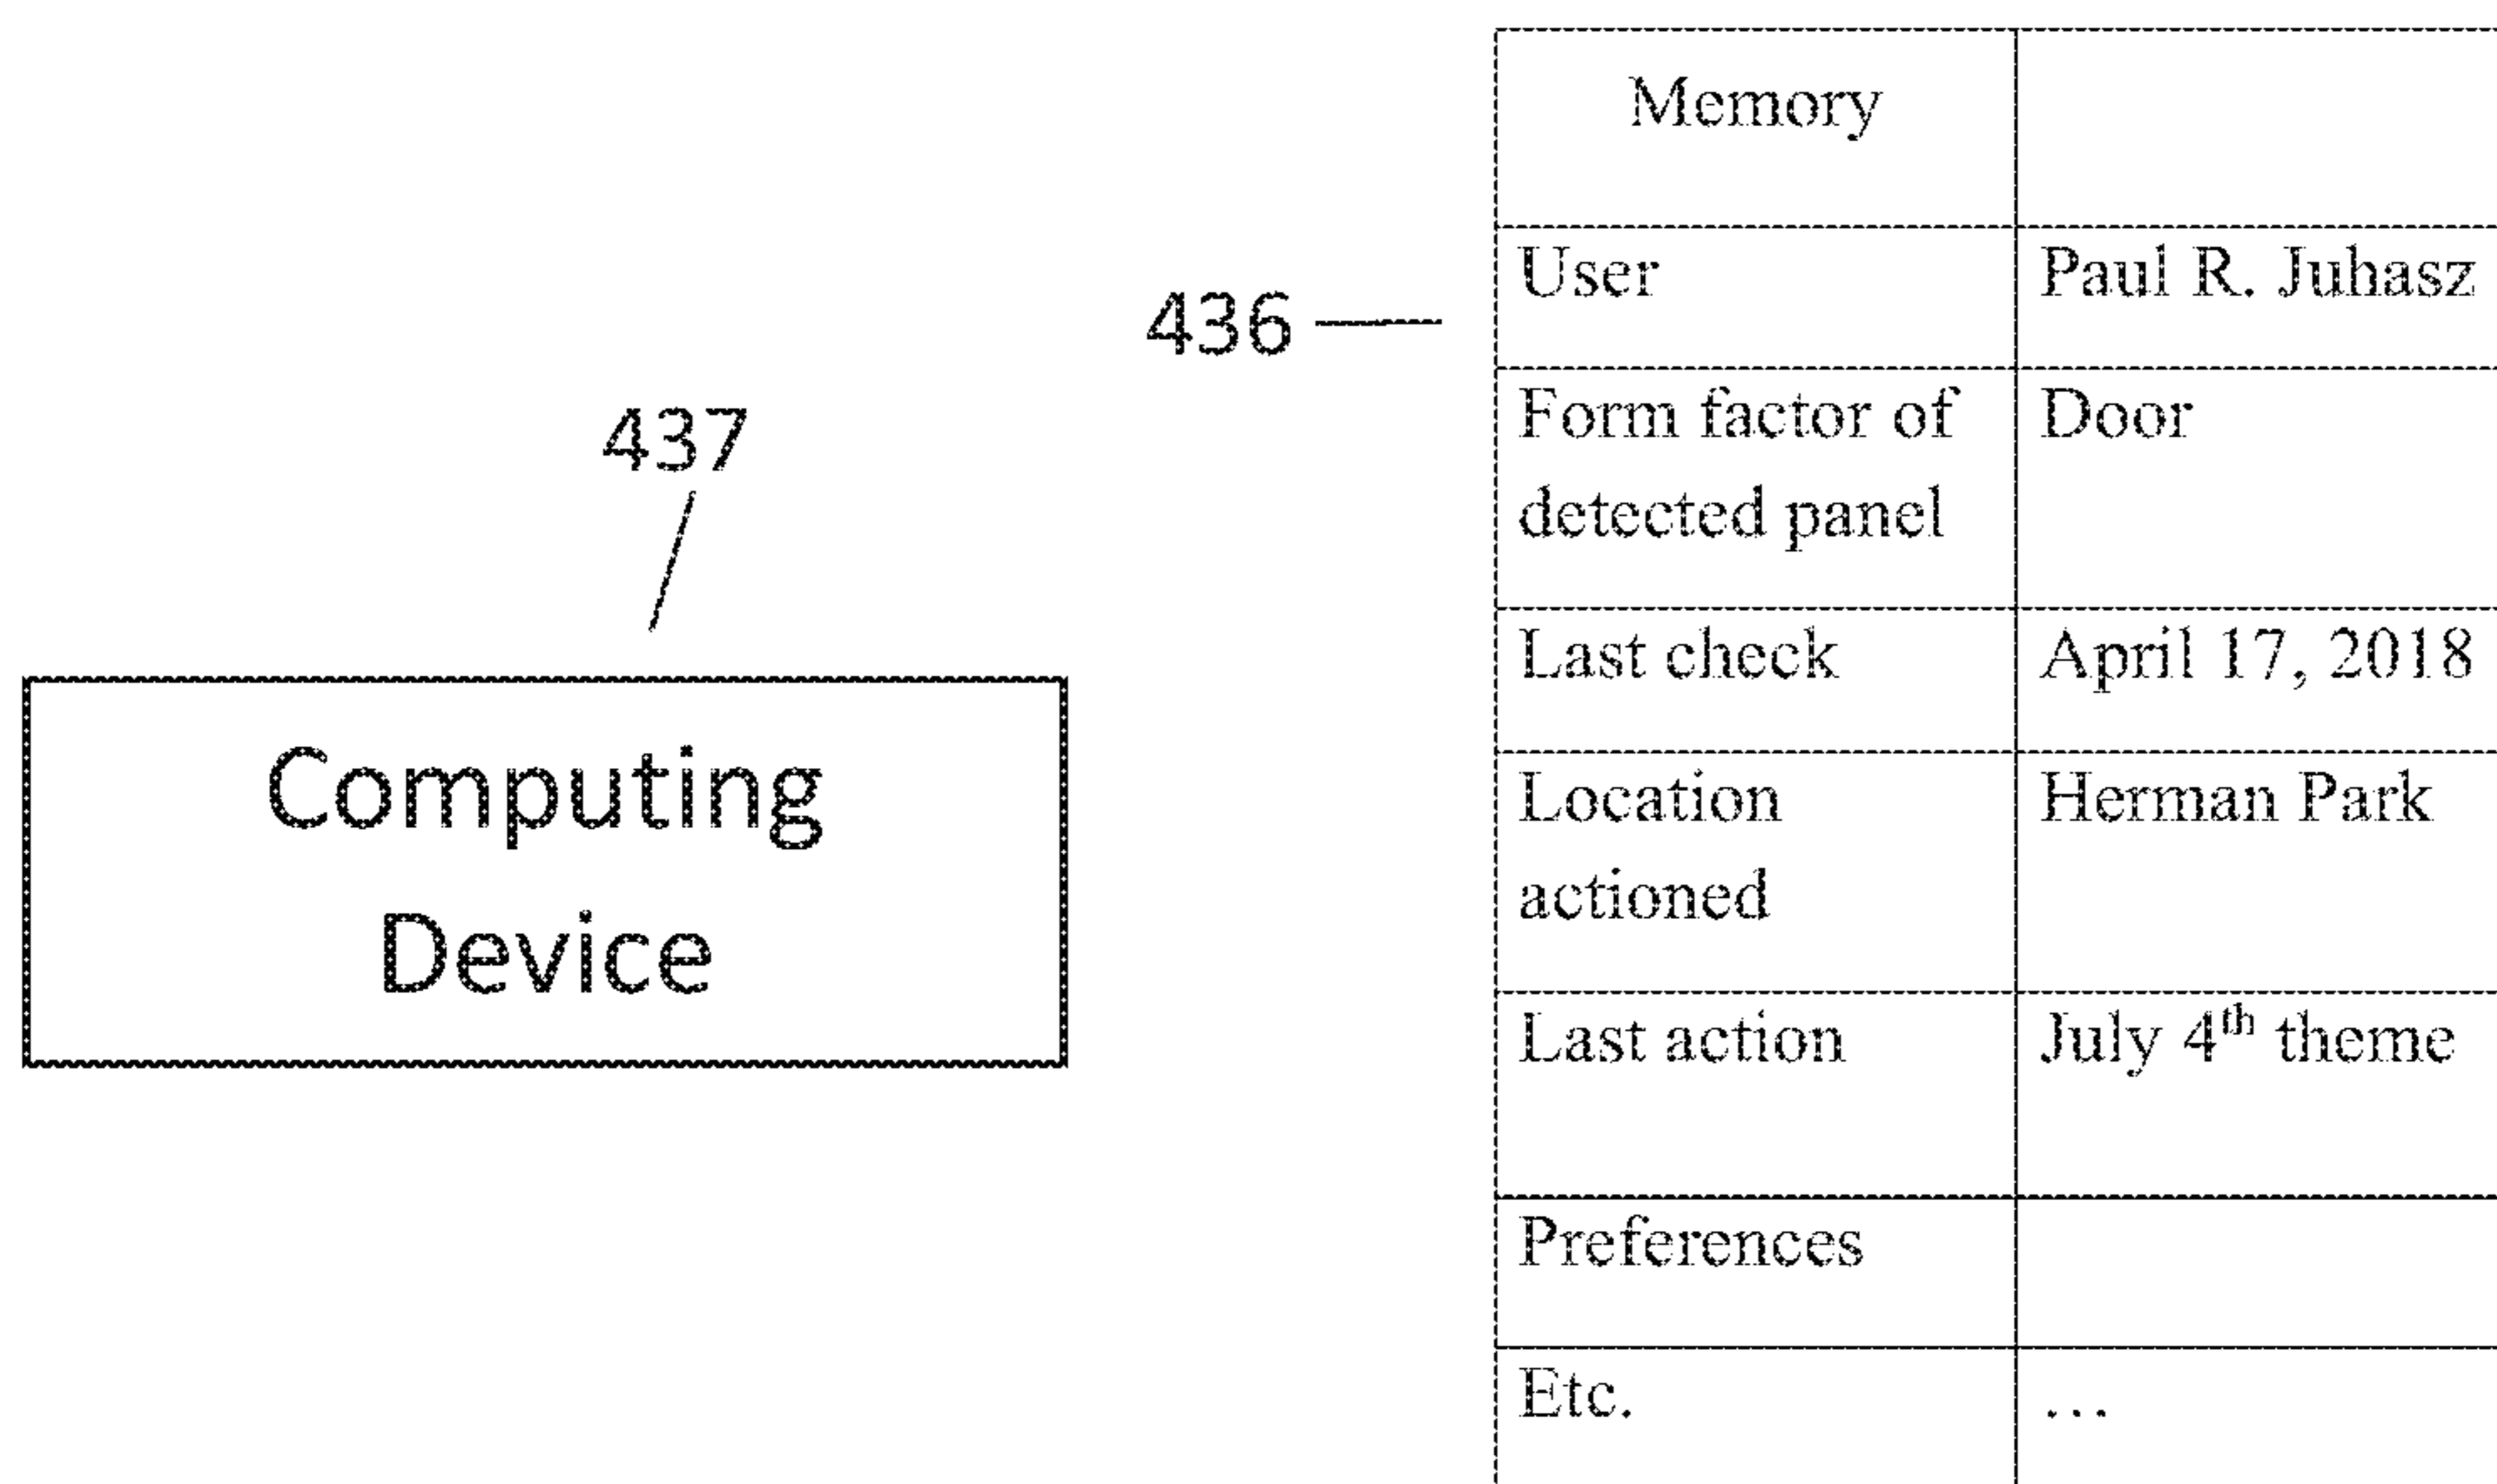 Memory
436
User Paul R. Juhasz
437
Form factor of Door
detected panel
Last check April 17, 2018
Computing
Device
Location Herman Park
actioned
Last action July 4th theme
Preferences
Etc. ...